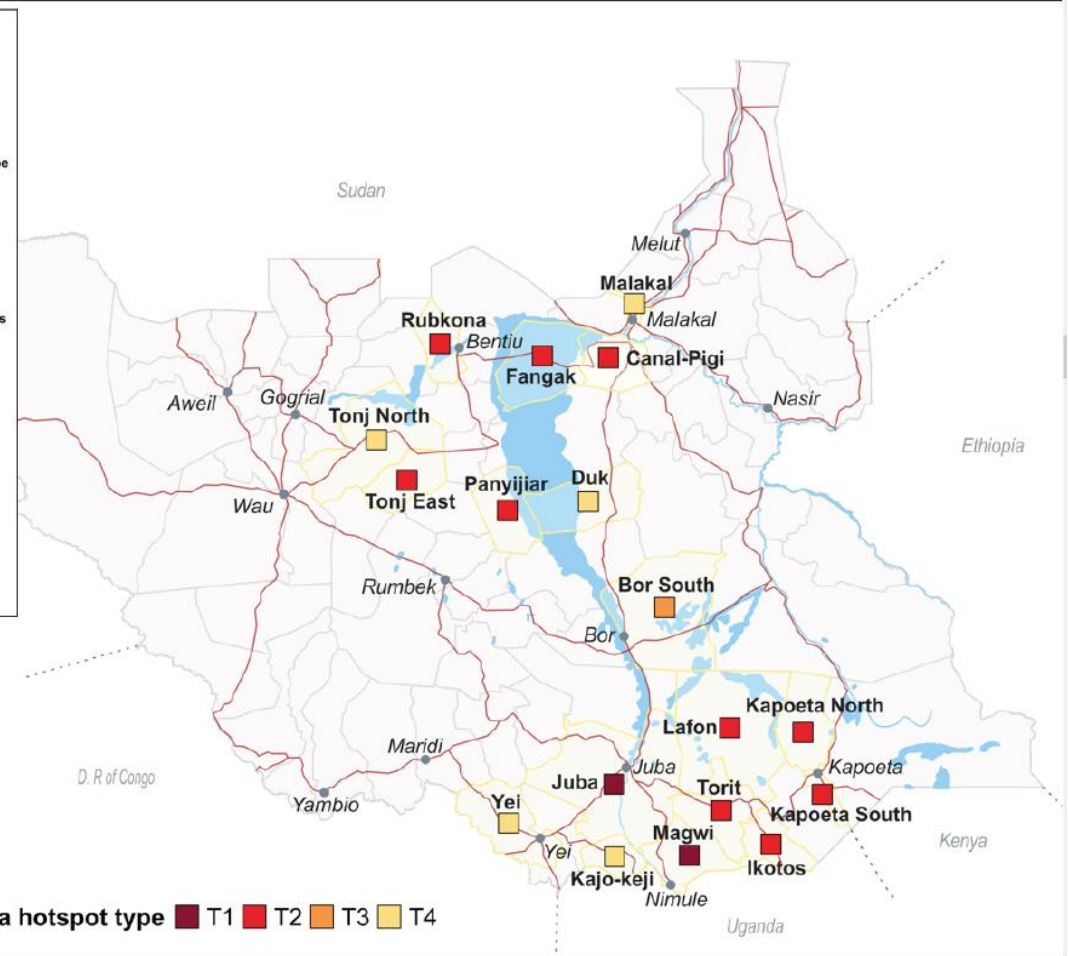 Sudan
Melut
Malakal
Malakal
Rubkona
Bentiu
Canal-Pigi
Fangak
Aweil
Gogrial
Nasir
Tonj North
Ethiopia
Tonj East
Panyijiar
Duk
Wau
Rumbek
Bor South
Bor
Kapoeta North
Lafon
Maridi
Juba
Juba
Kapoeta
D. R of Congo
Yambio
Yei
Torit
Kapoeta South
Magwi
Kenya
Yei
Ikotos
Kajo-keji
Nimule
a hotspot type T1 T2 T3 T4
Uganda